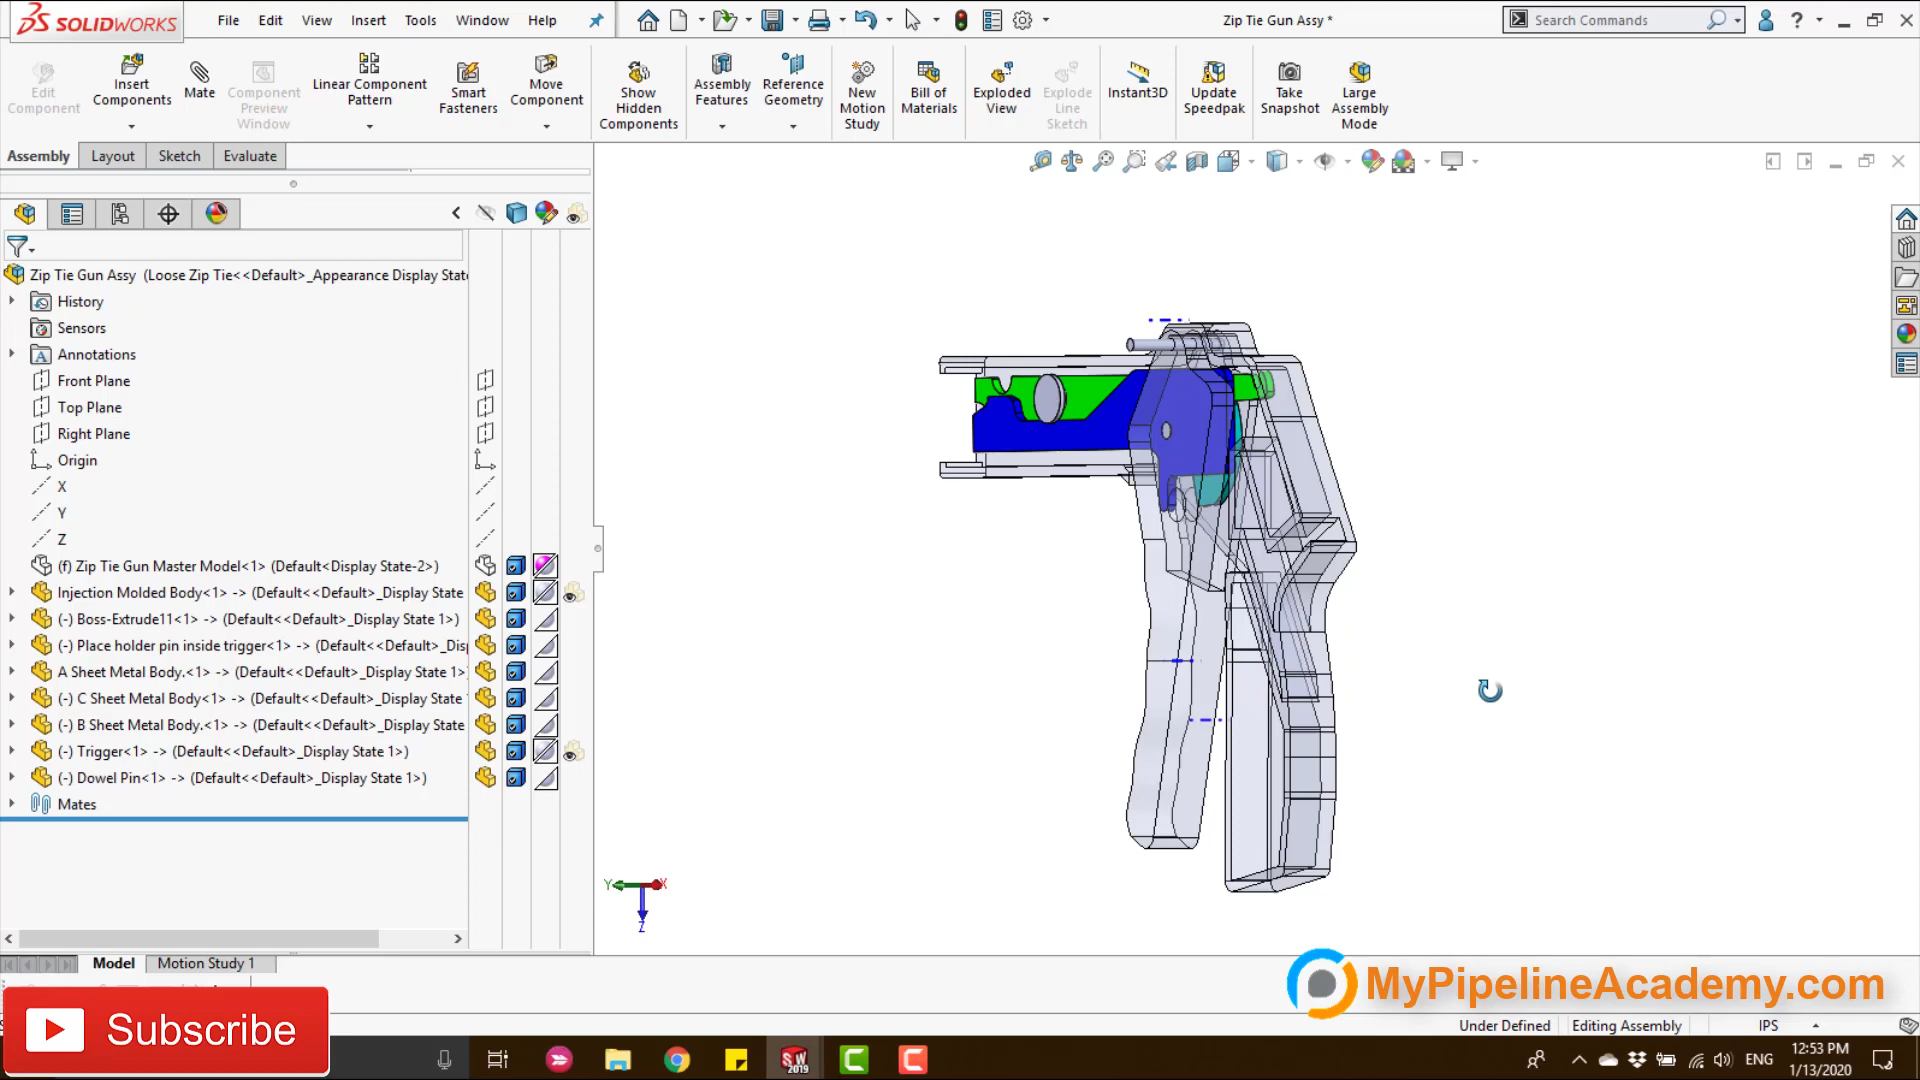 SOLIDWORKS
File Edit View Insert Tools Window Help
Zip Tie Gun Assy *
Search Commands
Edit Component
Insert Components
Mate
Component Preview Window
Linear Component Pattern
Smart Fasteners
Move Component
Show Hidden Components
Assembly Features
Reference Geometry
New Motion Study
Bill of Materials
Exploded View
Explode Line Sketch
Instant3D
Update Speedpak
Take Snapshot
Large Assembly Mode
Assembly Layout Sketch Evaluate
Zip Tie Gun Assy (Loose Zip Tie<<Default>_Appearance Display State
History
Sensors
Annotations
Front Plane
Top Plane
Right Plane
Origin
X
Y
Z
(f) Zip Tie Gun Master Model<1> (Default<Display State-2>)
Injection Molded Body<1> -> (Default<<Default>_Display State
(-) Boss-Extrude11<1> -> (Default<<Default>_Display State 1>)
(-) Place holder pin inside trigger<1> -> (Default<<Default>_Disp
A Sheet Metal Body.<1> -> (Default<<Default>_Display State 1>)
(-) C Sheet Metal Body<1> -> (Default<<Default>_Display State
(-) B Sheet Metal Body.<1> -> (Default<<Default>_Display State
(-) Trigger<1> -> (Default<<Default>_Display State 1>)
(-) Dowel Pin<1> -> (Default<<Default>_Display State 1>)
Mates
Y X
Z
Model Motion Study 1
MyPipelineAcademy.com
Subscribe
Under Defined Editing Assembly IPS
SW 2019
ENG
12:53 PM
1/13/2020